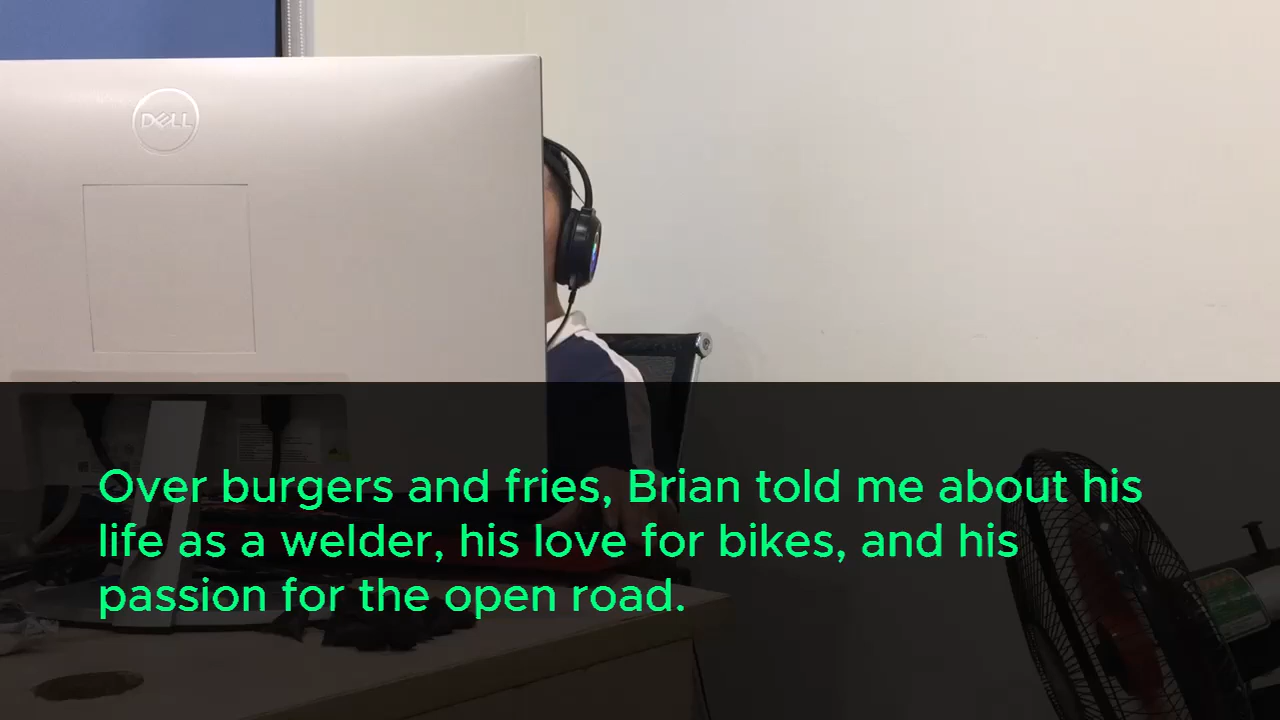 DELL
Over burgers and fries, Brian told me about his
life as a welder, his love for bikes, and his
passion for the open road.